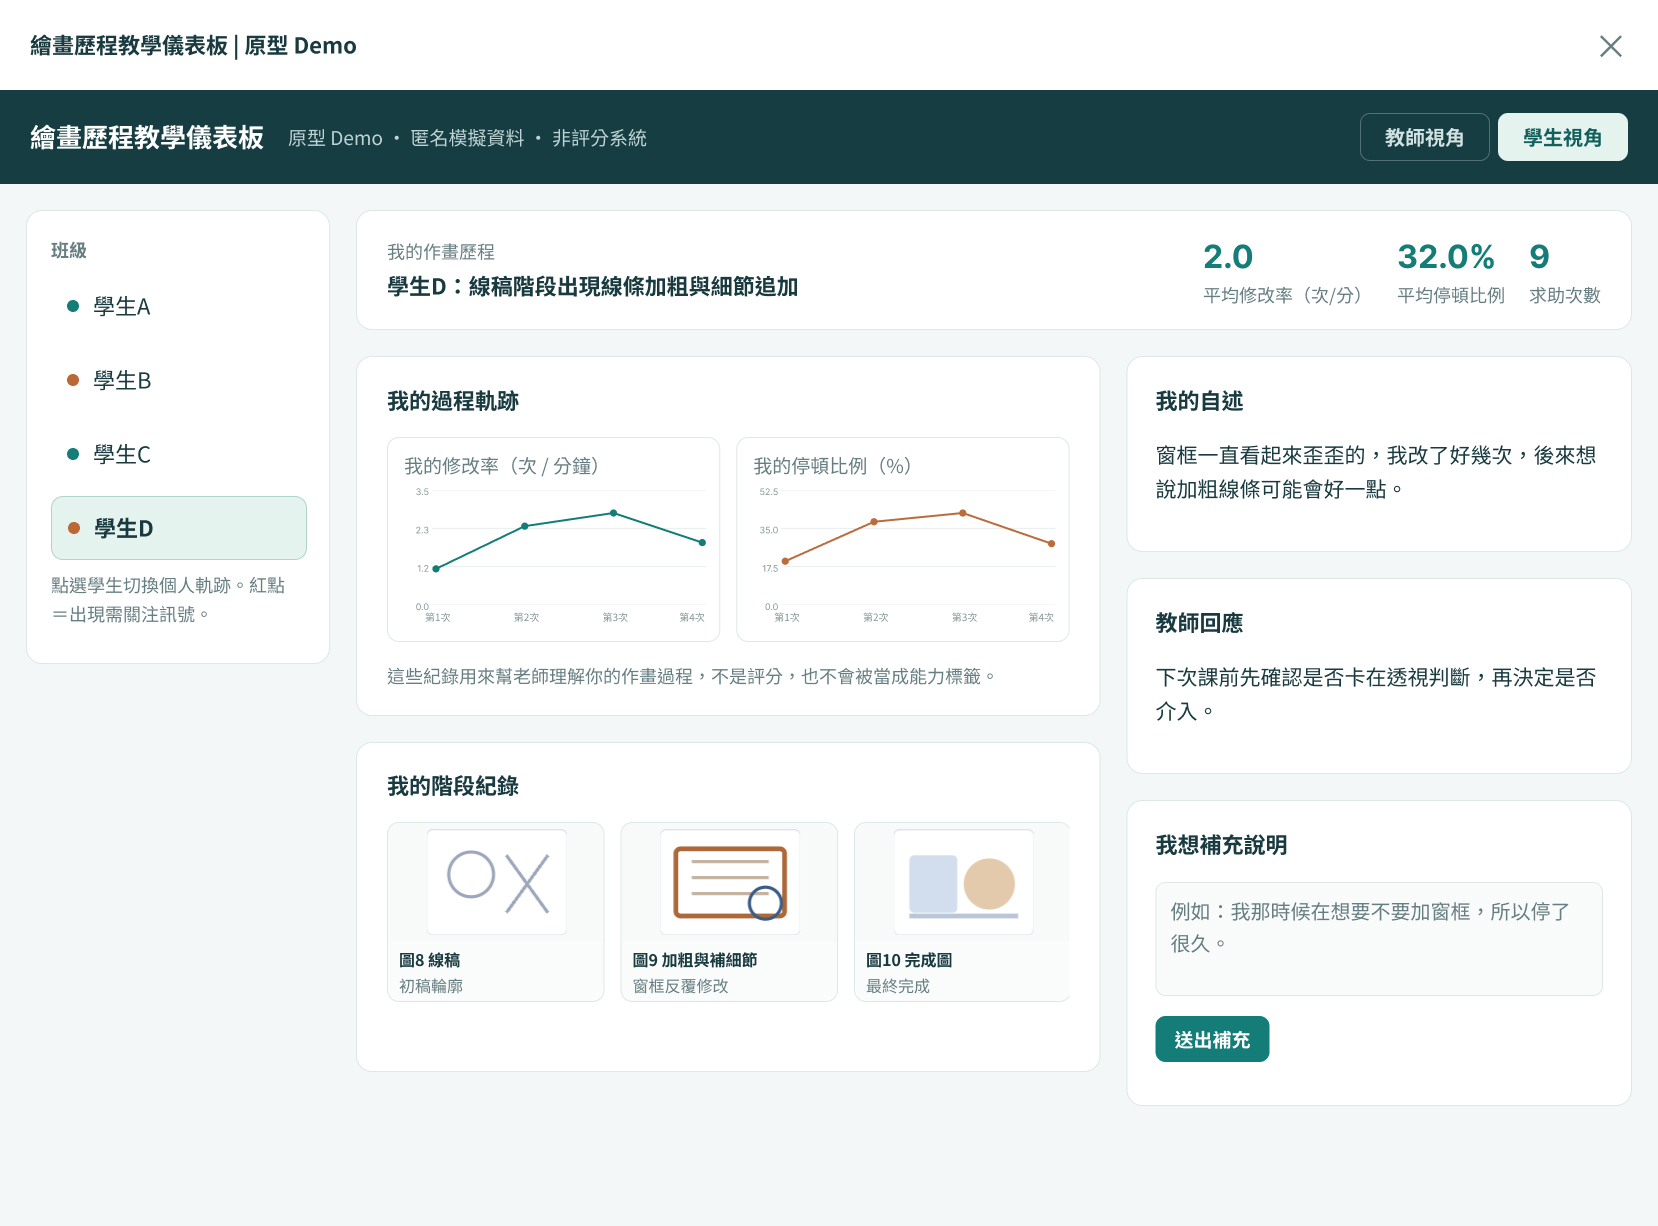 繪畫歷程教學儀表板 | 原型 Demo
繪畫歷程教學儀表板
原型 Demo ・ 匿名模擬資料 ・ 非評分系統
教師視角
學生視角
班級
學生A
學生B
學生C
學生D
點選學生切換個人軌跡。紅點
＝出現需關注訊號。
我的作畫歷程
學生D：線稿階段出現線條加粗與細節追加
2.0
平均修改率（次/分）
32.0%
平均停頓比例
9
求助次數
我的過程軌跡
我的修改率（次 / 分鐘）
3.5
2.3
1.2
0.0
第1次
第2次
第3次
第4次
我的停頓比例（%）
52.5
35.0
17.5
0.0
第1次
第2次
第3次
第4次
這些紀錄用來幫老師理解你的作畫過程，不是評分，也不會被當成能力標籤。
我的階段紀錄
圖8 線稿
初稿輪廓
圖9 加粗與補細節
窗框反覆修改
圖10 完成圖
最終完成
我的自述
窗框一直看起來歪歪的，我改了好幾次，後來想
說加粗線條可能會好一點。
教師回應
下次課前先確認是否卡在透視判斷，再決定是否
介入。
我想補充說明
例如：我那時候在想要不要加窗框，所以停了
很久。
送出補充